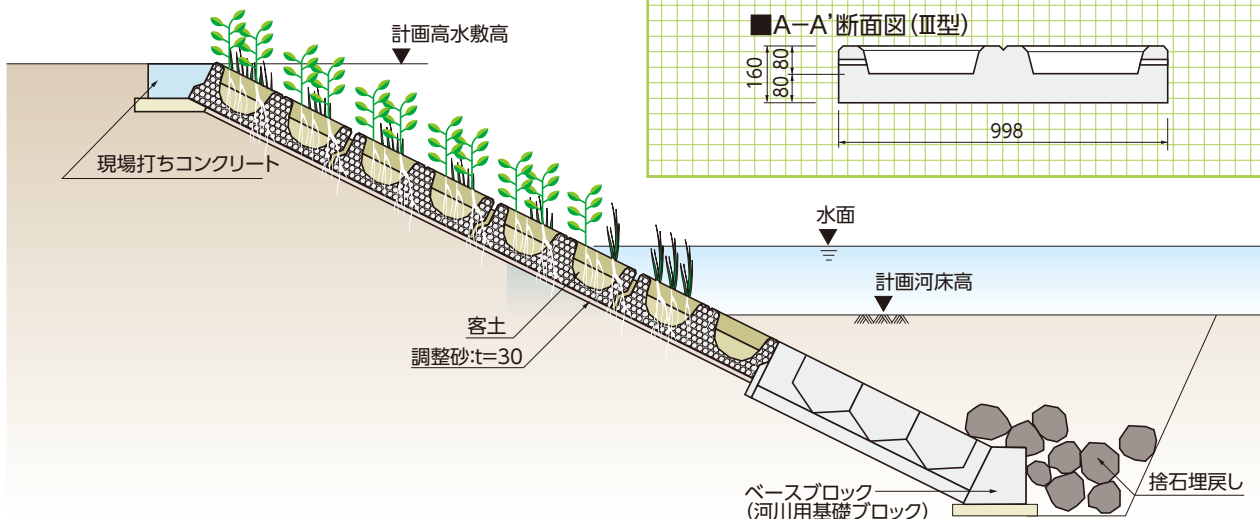 計画高水敷高
■A-A'断面図(Ⅲ型)
160
80
80
998
現場打ちコンクリート
水面
計画河床高
客土
調整砂:t=30
ベースブロック
(河川用基礎ブロック)
捨石埋戻し